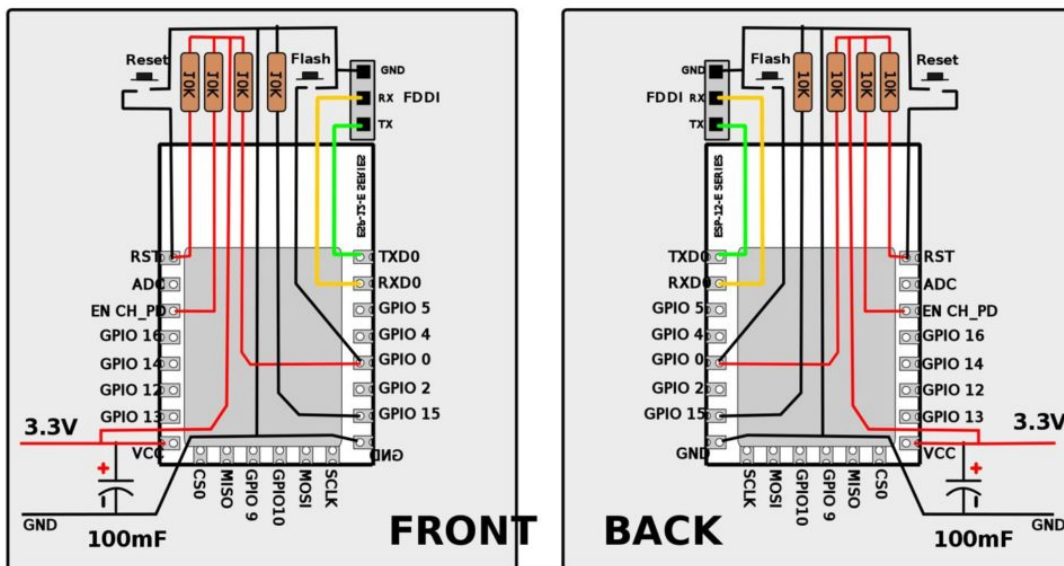 Reset
10K
10K
10K
10K
Flash
GND
RX FDDI
TX
ESP-12-E SERIES
RST
ADC
EN CH_PD
GPIO 16
GPIO 14
GPIO 12
GPIO 13
VCC
TXD0
RXD0
GPIO 5
GPIO 4
GPIO 0
GPIO 2
GPIO 15
GND
CS0
MISO
GPIO 9
GPIO10
MOSI
SCLK
3.3V
+
-
GND
100mF
FRONT
GND
FDDI RX
TX
Flash
10K
10K
10K
10K
Reset
ESP-12-E SERIES
TXD0
RXD0
GPIO 5
GPIO 4
GPIO 0
GPIO 2
GPIO 15
GND
RST
ADC
EN CH_PD
GPIO 16
GPIO 14
GPIO 12
GPIO 13
VCC
SCLK
MOSI
GPIO10
GPIO 9
MISO
CS0
3.3V
+
-
GND
100mF
BACK